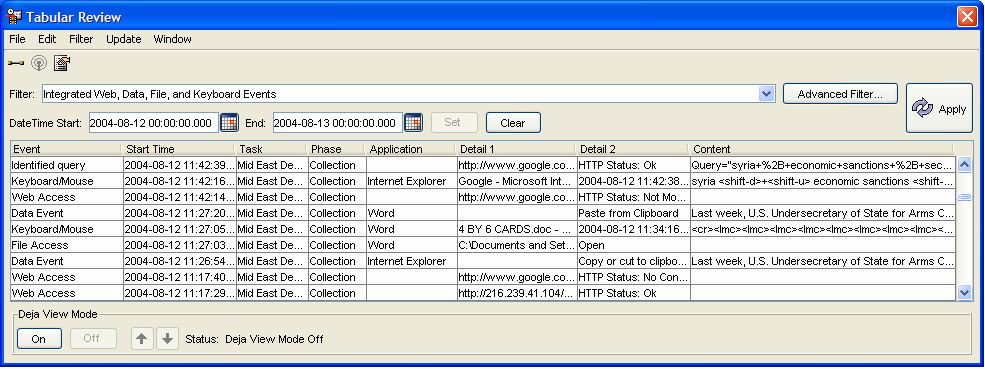 Tabular Review
File Edit Filter Update Window
Filter: Integrated Web, Data, File, and Keyboard Events Advanced Filter... Apply
DateTime Start: 2004-08-12 00:00:00.000 End: 2004-08-13 00:00:00.000 Set Clear
Event Start Time Task Phase Application Detail 1 Detail 2 Content
Identified query 2004-08-12 11:42:39... Mid East De... Collection http://www.google.co... HTTP Status: Ok Query="syria+%2B+economic+sanctions+%2B+sec...
Keyboard/Mouse 2004-08-12 11:42:16... Mid East De... Collection Internet Explorer Google - Microsoft Int... 2004-08-12 11:42:38... syria <shift-d>+<shift-u> economic sanctions <shift-...
Web Access 2004-08-12 11:42:14... Mid East De... Collection http://www.google.co... HTTP Status: Not Mo...
Data Event 2004-08-12 11:27:20... Mid East De... Collection Word Paste from Clipboard Last week, U.S. Undersecretary of State for Arms C...
Keyboard/Mouse 2004-08-12 11:27:05... Mid East De... Collection Word 4 BY 6 CARDS.doc - ... 2004-08-12 11:34:16... <cr><lmc><lmc><lmc><lmc><lmc><lmc><lmc><lmc><...
File Access 2004-08-12 11:27:03... Mid East De... Collection Word C:\Documents and Set... Open
Data Event 2004-08-12 11:26:54... Mid East De... Collection Internet Explorer Copy or cut to clipbo... Last week, U.S. Undersecretary of State for Arms C...
Web Access 2004-08-12 11:17:40... Mid East De... Collection http://www.google.co... HTTP Status: No Con...
Web Access 2004-08-12 11:17:29... Mid East De... Collection http://216.239.41.104/... HTTP Status: Ok
Deja View Mode
On Off Status: Deja View Mode Off